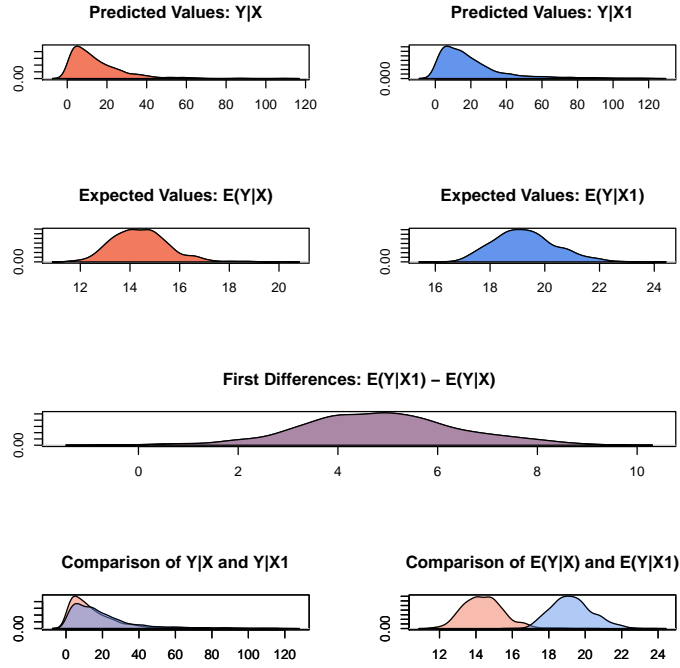 Predicted Values: Y|X
0.00
0 20 40 60 80 100 120
Predicted Values: Y|X1
0.000
0 20 40 60 80 100 120
Expected Values: E(Y|X)
0.00
12 14 16 18 20
Expected Values: E(Y|X1)
0.00
16 18 20 22 24
First Differences: E(Y|X1) − E(Y|X)
0.00
0 2 4 6 8 10
Comparison of Y|X and Y|X1
0.00
0 20 40 60 80 100 120
Comparison of E(Y|X) and E(Y|X1)
0.00
12 14 16 18 20 22 24